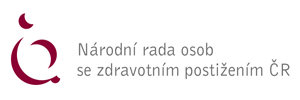 Národní rada osob
se zdravotním postižením ČR